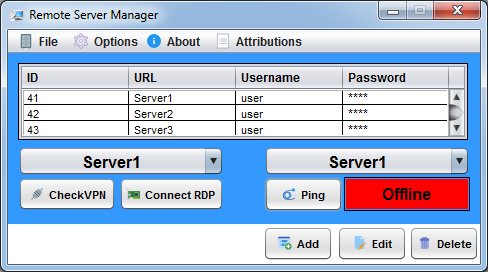 Remote Server Manager
File Options About Attributions
ID URL Username Password
41 Server1 user ****
42 Server2 user ****
43 Server3 user ****
Server1 Server1
CheckVPN Connect RDP Ping Offline
Add Edit Delete